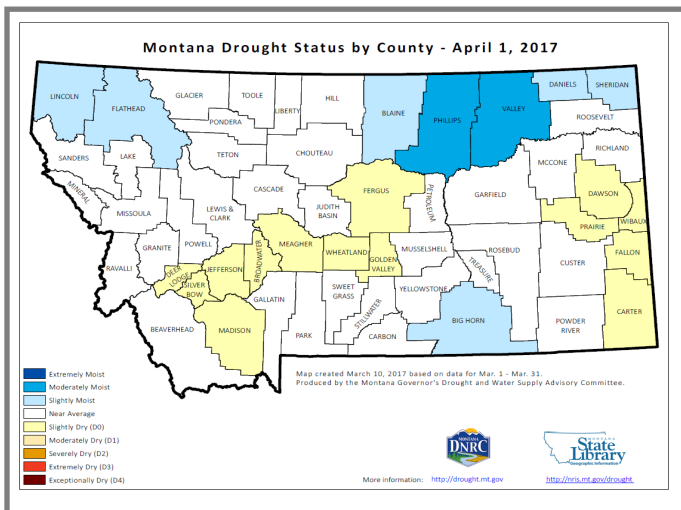 Montana Drought Status by County - April 1, 2017
LINCOLN
FLATHEAD
GLACIER
TOOLE
LIBERTY
HILL
BLAINE
PHILLIPS
VALLEY
DANIELS
SHERIDAN
ROOSEVELT
PONDERA
TETON
CHOUTEAU
RICHLAND
MCCONE
SANDERS
LAKE
MINERAL
MISSOULA
LEWIS &
CLARK
CASCADE
JUDITH
BASIN
FERGUS
PETROLEUM
GARFIELD
DAWSON
WIBAUX
PRAIRIE
POWELL
GRANITE
RAVALLI
DEER
LODGE
SILVER
BOW
JEFFERSON
BROADWATER
MEAGHER
WHEATLAND
GOLDEN
VALLEY
MUSSELSHELL
ROSEBUD
TREASURE
CUSTER
FALLON
CARTER
BEAVERHEAD
MADISON
GALLATIN
PARK
SWEET
GRASS
STILLWATER
YELLOWSTONE
CARBON
BIG HORN
POWDER
RIVER
Extremely Moist
Moderately Moist
Slightly Moist
Near Average
Slightly Dry (D0)
Moderately Dry (D1)
Severely Dry (D2)
Extremely Dry (D3)
Exceptionally Dry (D4)
Map created March 10, 2017 based on data for Mar. 1 - Mar. 31.
Produced by the Montana Governor's Drought and Water Supply Advisory Committee.
MONTANA
DNRC
MONTANA
State
Library
Geographic Information
More information: http://drought.mt.gov
http://nris.mt.gov/drought